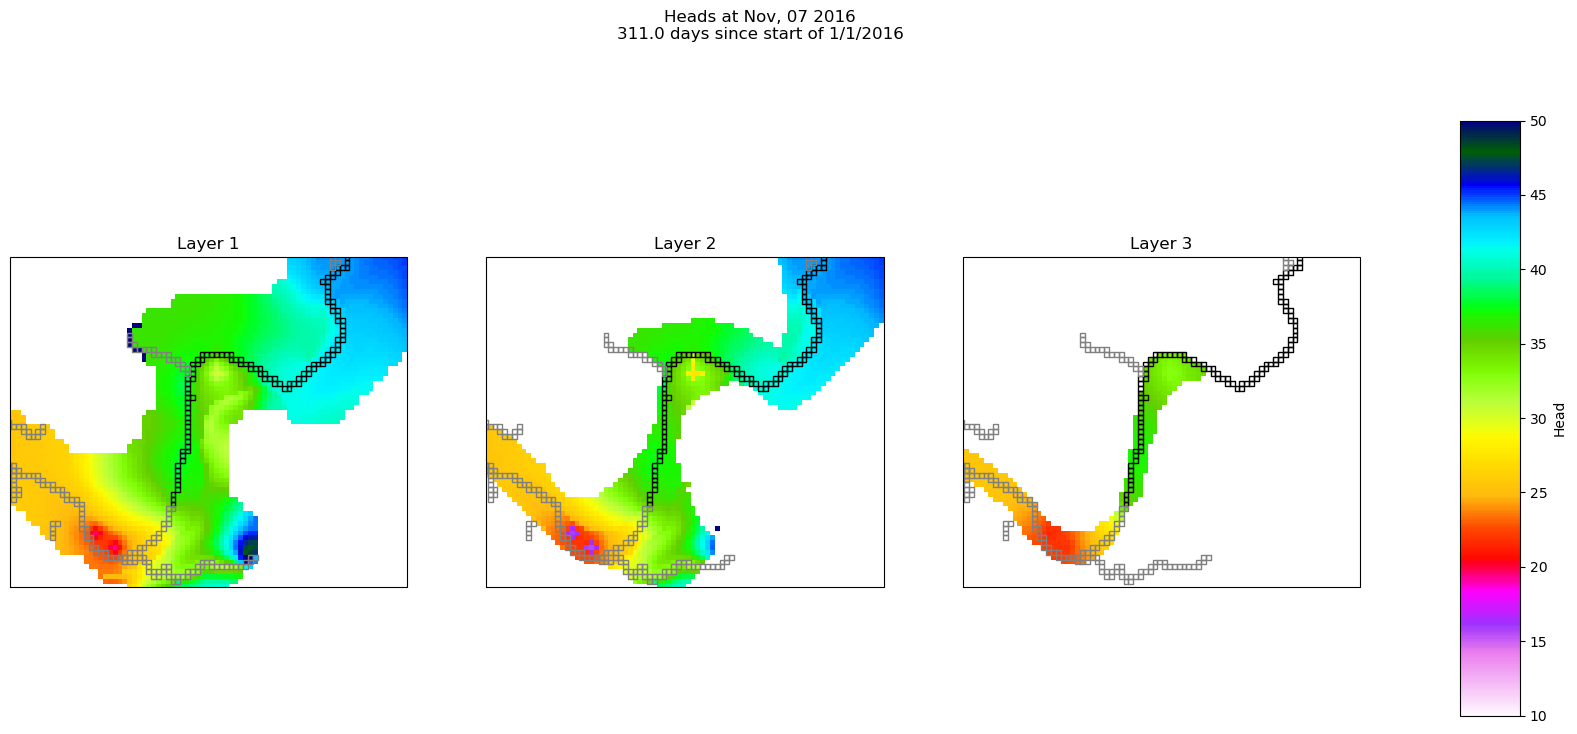 Heads at Nov, 07 2016
311.0 days since start of 1/1/2016
Layer 1
Layer 2
Layer 3
50
45
40
35
30
25
20
15
10
Head